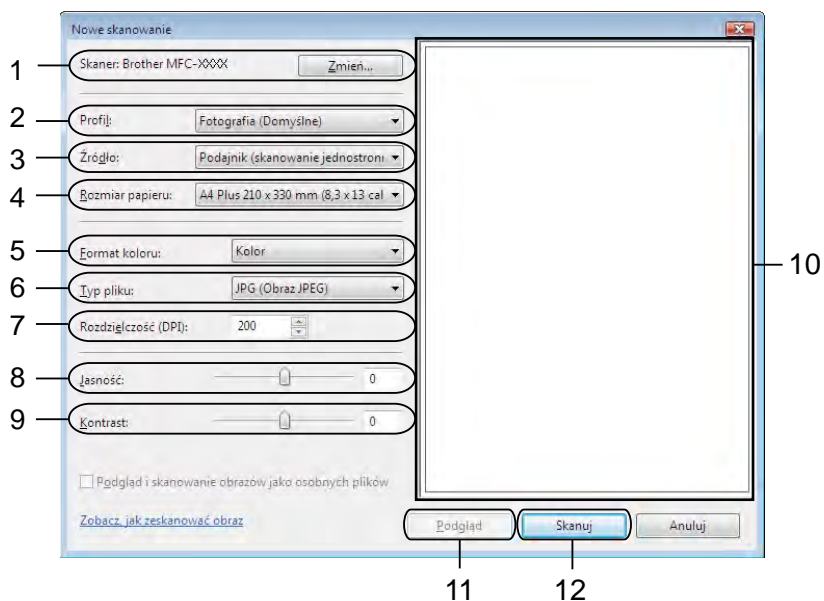 Nowe skanowanie
1 Skaner: Brother MFC-XXXX Zmień...
2 Profil: Fotografia (Domyślne)
3 Źródło: Podajnik (skanowanie jednostroni
4 Rozmiar papieru: A4 Plus 210 x 330 mm (8,3 x 13 cal
5 Format koloru: Kolor
6 Typ pliku: JPG (Obraz JPEG)
7 Rozdzielczość (DPI): 200
8 Jasność: 0
9 Kontrast: 0
10
Podgląd i skanowanie obrazów jako osobnych plików
Zobacz, jak zeskanować obraz
Podgląd Skanuj Anuluj
11 12